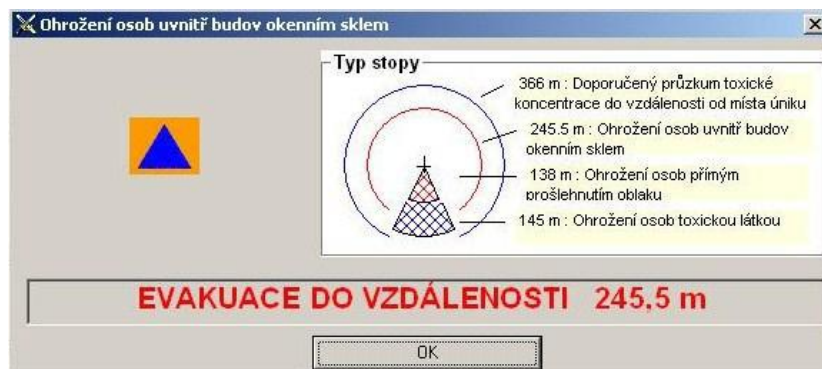 Ohrožení osob uvnitř budov okenním sklem
Typ stopy
366 m : Doporučený průzkum toxické
koncentrace do vzdálenosti od místa úniku
245.5 m : Ohrožení osob uvnitř budov
okenním sklem
138 m : Ohrožení osob přímým
prošlehnutím oblaku
145 m : Ohrožení osob toxickou látkou
EVAKUACE DO VZDÁLENOSTI 245,5 m
OK